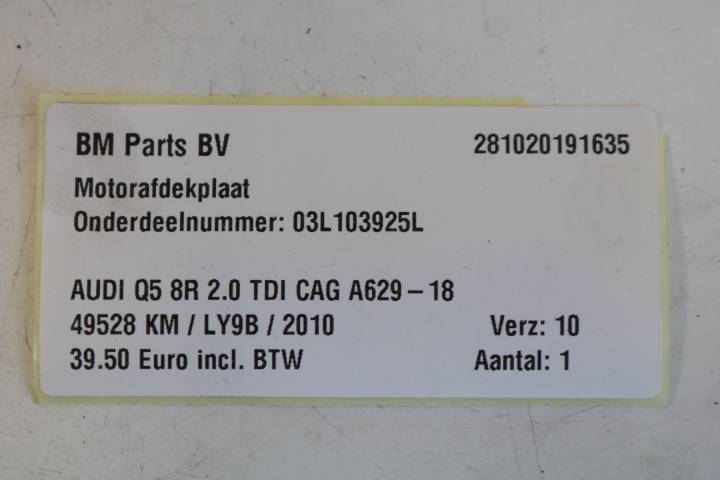 BM Parts BV 281020191635
Motorafdekplaat
Onderdeelnummer: 03L103925L
AUDI Q5 8R 2.0 TDI CAG A629-18
49528 KM / LY9B / 2010 Verz: 10
39.50 Euro incl. BTW Aantal: 1